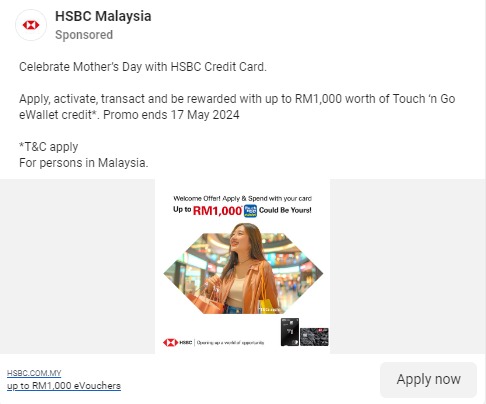 HSBC Malaysia
Sponsored
Celebrate Mother's Day with HSBC Credit Card.
Apply, activate, transact and be rewarded with up to RM1,000 worth of Touch 'n Go
eWallet credit*. Promo ends 17 May 2024
*T&C apply
For persons in Malaysia.
Welcome Offer! Apply & Spend with your card
Up to RM1,000* Could Be Yours!
*T&Cs apply
HSBC | Opening up a world of opportunity
HSBC.COM.MY
up to RM1,000 eVouchers
Apply now